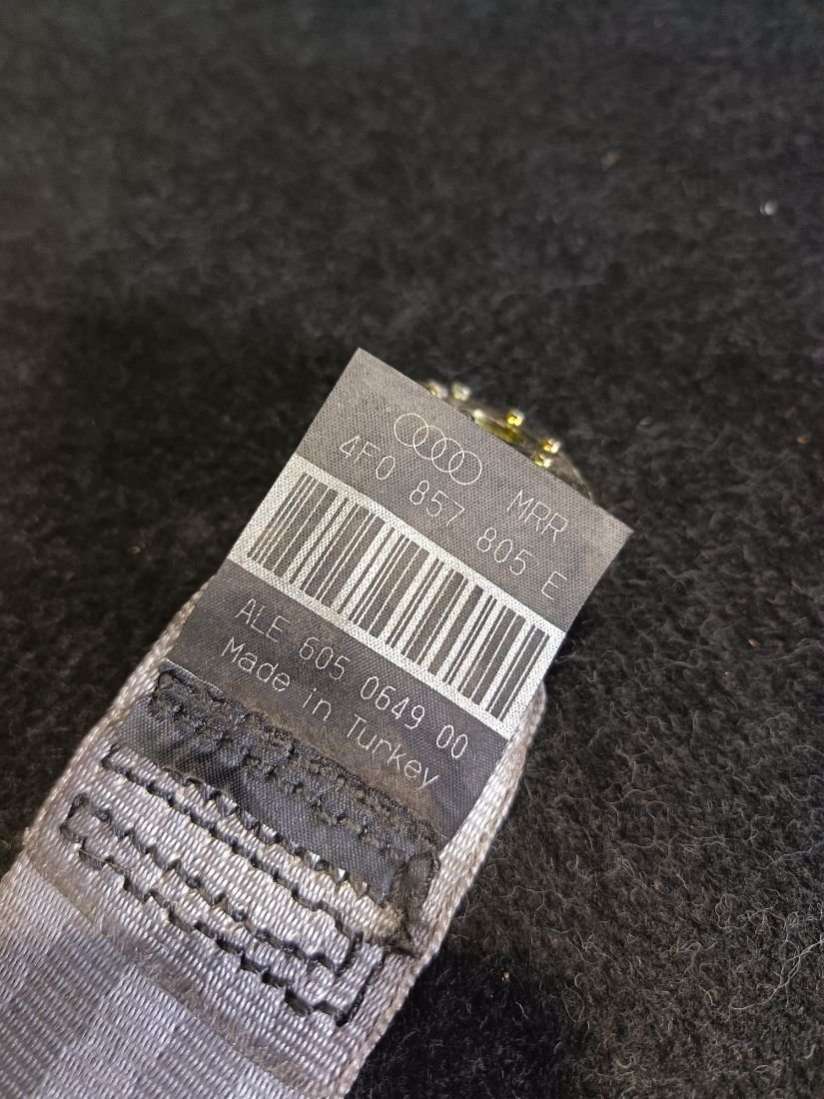 MRR
4F0 857 805 E
ALE 605 0649 00
Made in Turkey